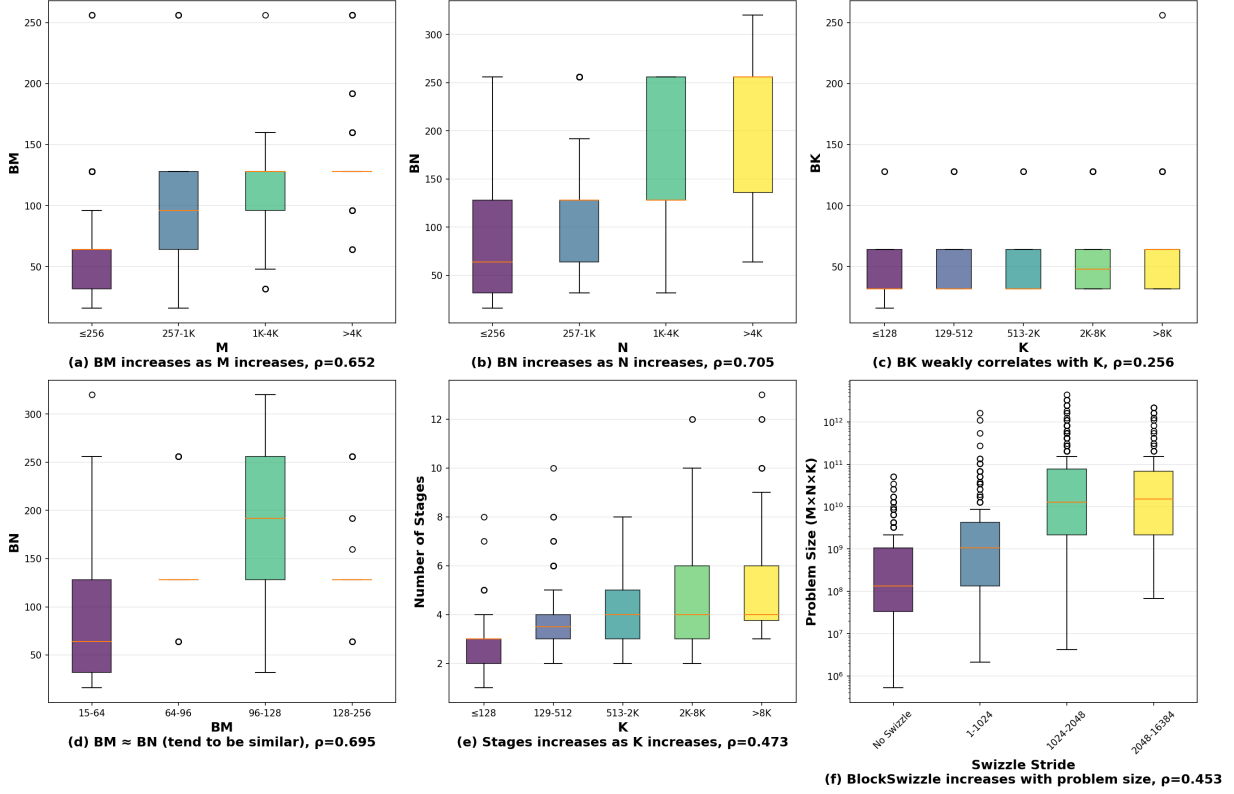 250
200
150
100
50
BM
≤256
257-1K
1K-4K
>4K
M
(a) BM increases as M increases, ρ=0.652
300
250
200
150
100
50
BN
≤256
257-1K
1K-4K
>4K
N
(b) BN increases as N increases, ρ=0.705
250
200
150
100
50
BK
≤128
129-512
513-2K
2K-8K
>8K
K
(c) BK weakly correlates with K, ρ=0.256
300
250
200
150
100
50
BN
15-64
64-96
96-128
128-256
BM
(d) BM ≈ BN (tend to be similar), ρ=0.695
12
10
8
6
4
2
Number of Stages
≤128
129-512
513-2K
2K-8K
>8K
K
(e) Stages increases as K increases, ρ=0.473
10¹²
10¹¹
10¹⁰
10⁹
10⁸
10⁷
10⁶
Problem Size (M×N×K)
No Swizzle
1-1024
1024-2048
2048-16384
Swizzle Stride
(f) BlockSwizzle increases with problem size, ρ=0.453